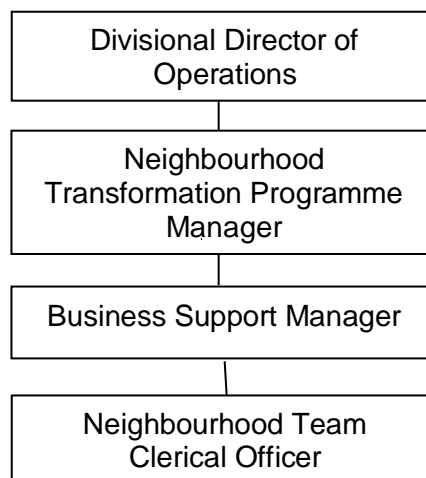 Divisional Director of
Operations
Neighbourhood
Transformation Programme
Manager
Business Support Manager
Neighbourhood Team
Clerical Officer